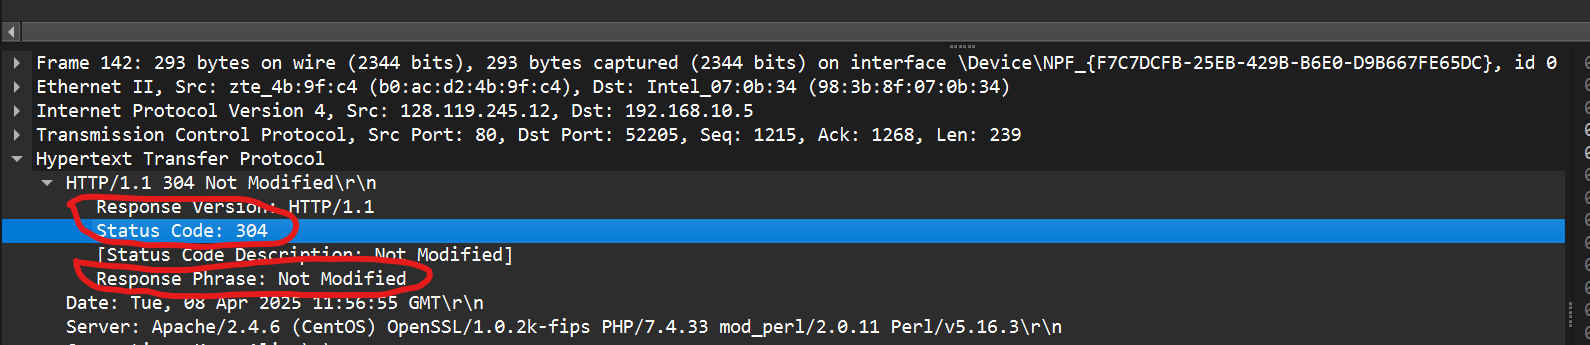 Frame 142: 293 bytes on wire (2344 bits), 293 bytes captured (2344 bits) on interface \Device\NPF_{F7C7DCFB-25EB-429B-B6E0-D9B667FE65DC}, id 0
Ethernet II, Src: zte_4b:9f:c4 (b0:ac:d2:4b:9f:c4), Dst: Intel_07:0b:34 (98:3b:8f:07:0b:34)
Internet Protocol Version 4, Src: 128.119.245.12, Dst: 192.168.10.5
Transmission Control Protocol, Src Port: 80, Dst Port: 52205, Seq: 1215, Ack: 1268, Len: 239
Hypertext Transfer Protocol
HTTP/1.1 304 Not Modified\r\n
Response Version: HTTP/1.1
Status Code: 304
[Status Code Description: Not Modified]
Response Phrase: Not Modified
Date: Tue, 08 Apr 2025 11:56:55 GMT\r\n
Server: Apache/2.4.6 (CentOS) OpenSSL/1.0.2k-fips PHP/7.4.33 mod_perl/2.0.11 Perl/v5.16.3\r\n